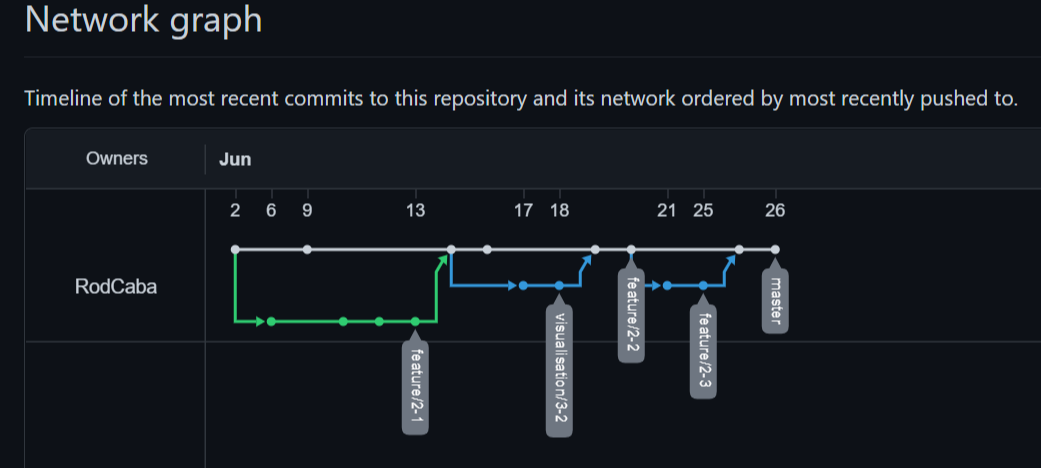 Network graph
Timeline of the most recent commits to this repository and its network ordered by most recently pushed to.
Owners
Jun
2 6 9 13 17 18 21 25 26
RodCaba
feature/2-1
visualisation/3-2
feature/2-2
feature/2-3
master